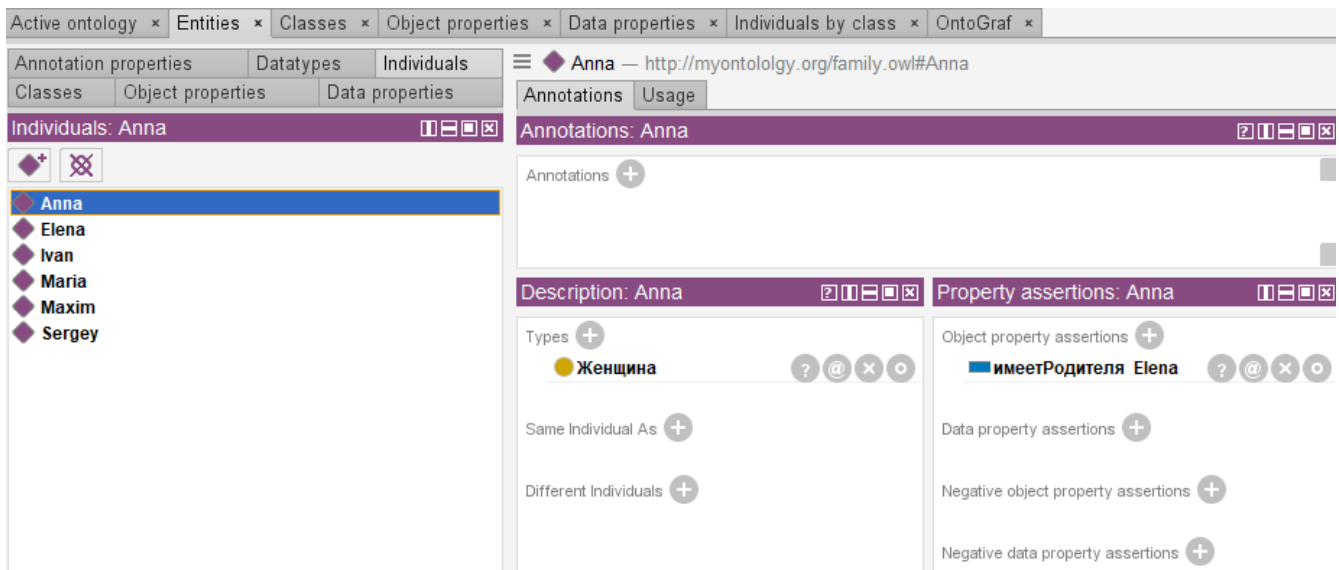 Active ontology × Entities × Classes × Object properties × Data properties × Individuals by class × OntoGraf ×
Annotation properties Datatypes Individuals
Classes Object properties Data properties
Individuals: Anna
Anna
Elena
Ivan
Maria
Maxim
Sergey
Anna — http://myontololgy.org/family.owl#Anna
Annotations Usage
Annotations: Anna
Annotations
Description: Anna
Types
Женщина
Same Individual As
Different Individuals
Property assertions: Anna
Object property assertions
имеетРодителя Elena
Data property assertions
Negative object property assertions
Negative data property assertions